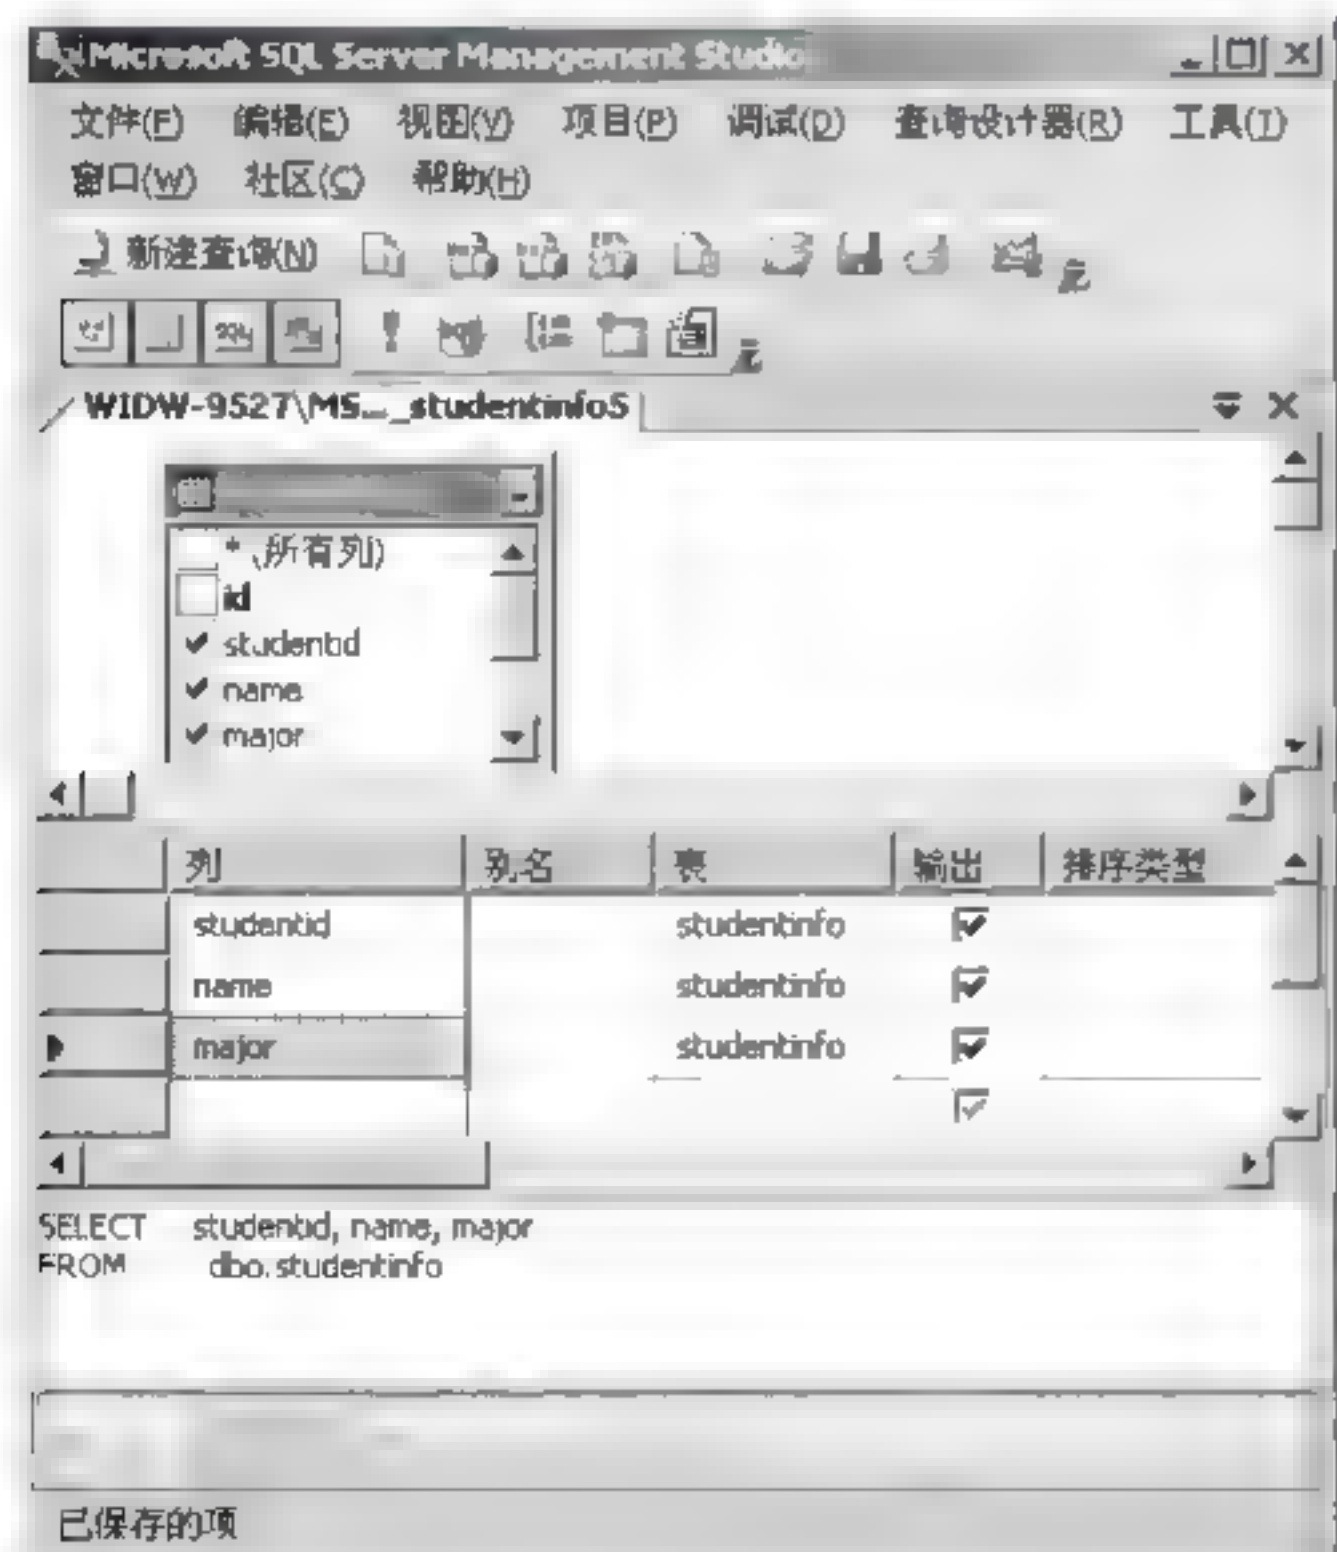 Microsoft SQL Server Management Studio
文件(F) 编辑(E) 视图(V) 项目(P) 调试(D) 查询设计器(R) 工具(T)
窗口(W) 社区(C) 帮助(H)
新建查询(N)
WIDW-9527\MS..._studentinfo5
* (所有列)
id
studentid
name
major
列 别名 表 输出 排序类型
studentid studentinfo
name studentinfo
major studentinfo
SELECT studentid, name, major
FROM dbo.studentinfo
已保存的项